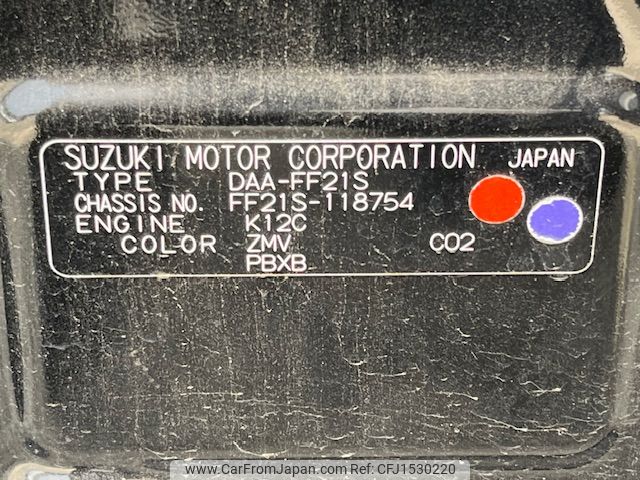 SUZUKI MOTOR CORPORATION JAPAN
TYPE DAA-FF21S
CHASSIS NO. FF21S-118754
ENGINE K12C
COLOR ZMV C02
PBXB
www.CarFromJapan.com | CFJ1530220